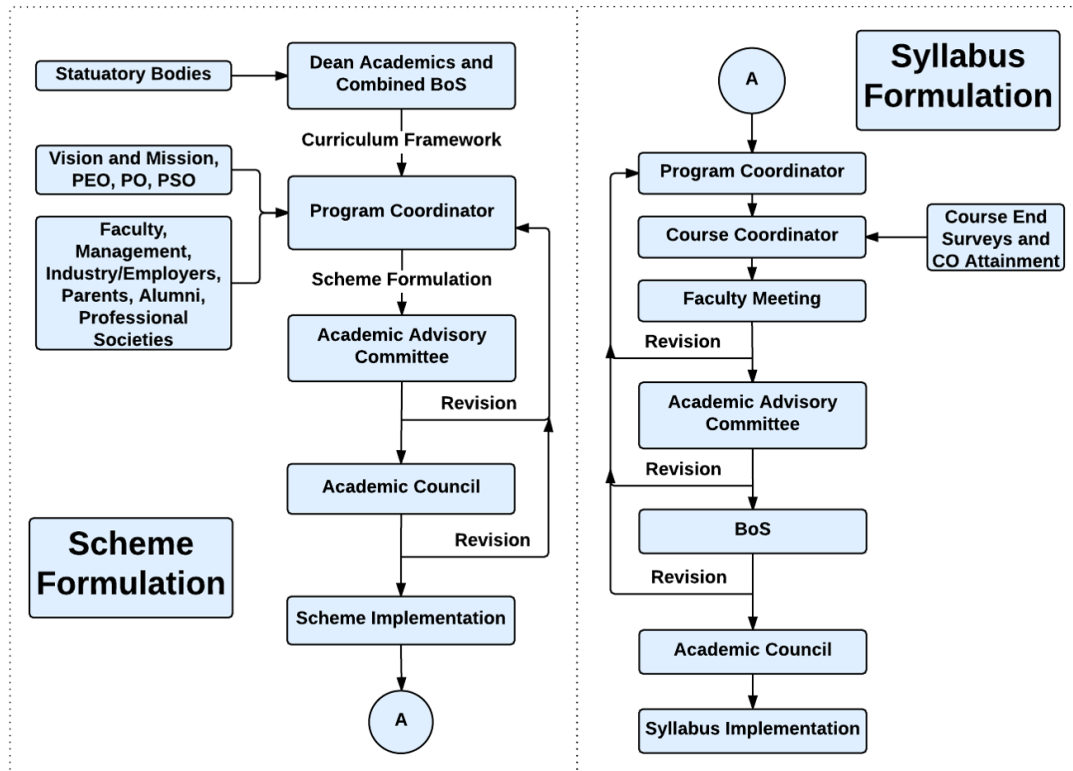 Statuatory Bodies
Dean Academics and
Combined BoS
Curriculum Framework
Vision and Mission,
PEO, PO, PSO
Program Coordinator
Faculty,
Management,
Industry/Employers,
Parents, Alumni,
Professional
Societies
Scheme Formulation
Academic Advisory
Committee
Revision
Academic Council
Revision
Scheme
Formulation
Scheme Implementation
A
A
Syllabus
Formulation
Program Coordinator
Course Coordinator
Course End
Surveys and
CO Attainment
Faculty Meeting
Revision
Academic Advisory
Committee
Revision
BoS
Revision
Academic Council
Syllabus Implementation